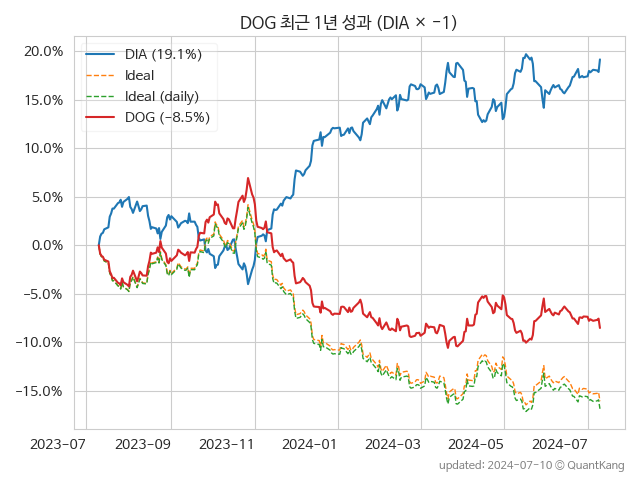 DOG 최근 1년 성과 (DIA × −1)
20.0%
15.0%
10.0%
5.0%
0.0%
−5.0%
−10.0%
−15.0%
DIA (19.1%)
Ideal
Ideal (daily)
DOG (−8.5%)
2023-07 2023-09 2023-11 2024-01 2024-03 2024-05 2024-07
updated: 2024-07-10 © QuantKang